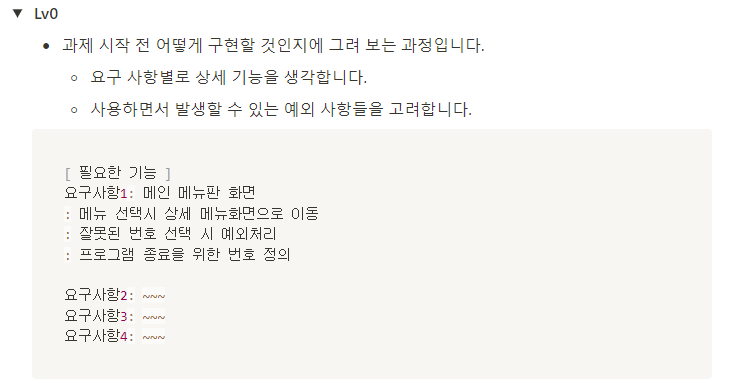 ▼ Lv0
• 과제 시작 전 어떻게 구현할 것인지에 그려 보는 과정입니다.
◦ 요구 사항별로 상세 기능을 생각합니다.
◦ 사용하면서 발생할 수 있는 예외 사항들을 고려합니다.
[ 필요한 기능 ]
요구사항1: 메인 메뉴판 화면
: 메뉴 선택시 상세 메뉴화면으로 이동
: 잘못된 번호 선택 시 예외처리
: 프로그램 종료을 위한 번호 정의
요구사항2: ~~~
요구사항3: ~~~
요구사항4: ~~~